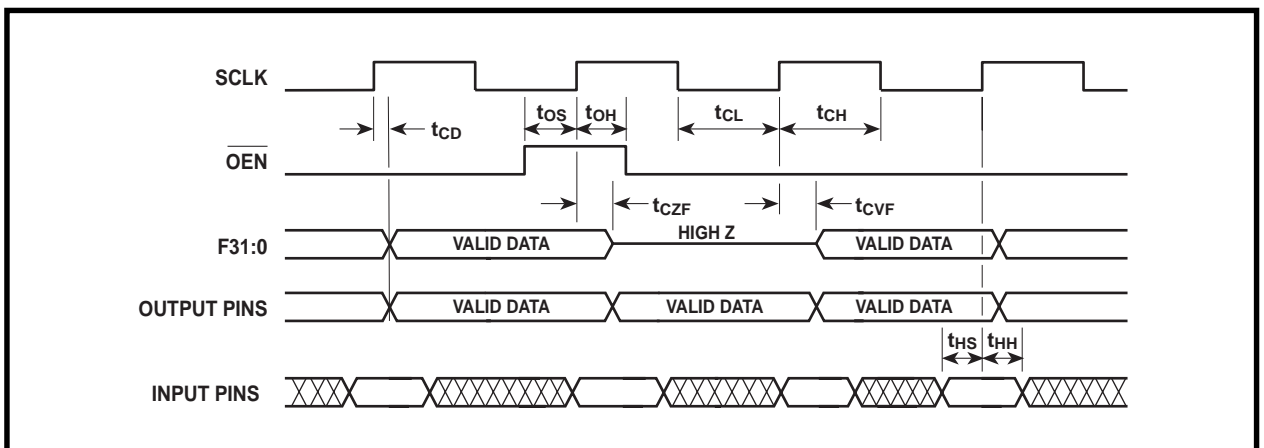 SCLK
tOS tOH tCL tCH
tCD
OEN
tCZF tCVF
HIGH Z
F31:0 VALID DATA VALID DATA
OUTPUT PINS VALID DATA VALID DATA VALID DATA
tHS tHH
INPUT PINS